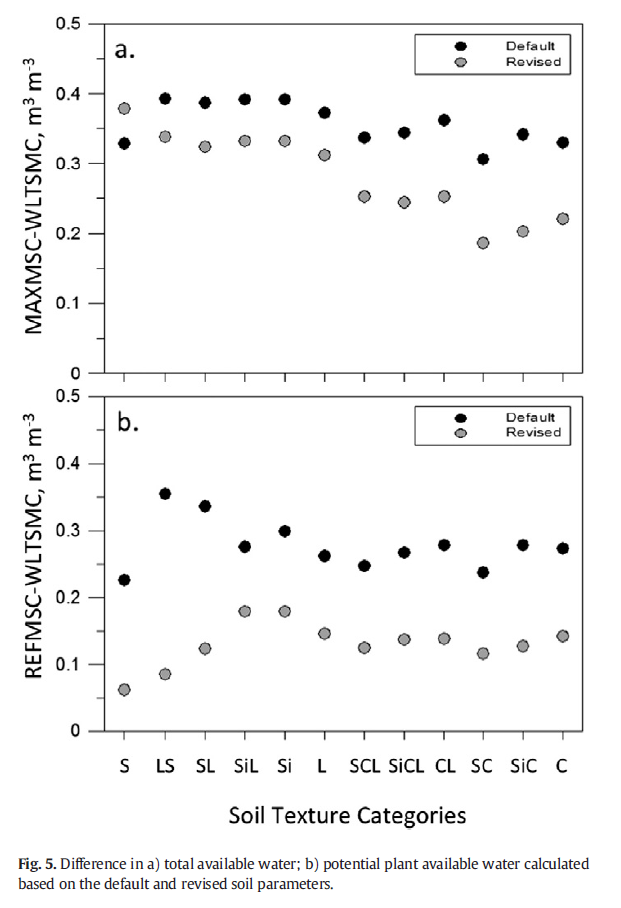 0.5
a.
Default
Revised
0.4
0.3
0.2
0.1
0
MAXMSC-WLTSMC, m³ m⁻³
0.5
b.
Default
Revised
0.4
0.3
0.2
0.1
0
REFMSC-WLTSMC, m³ m⁻³
S LS SL SiL Si L SCL SiCL CL SC SiC C
Soil Texture Categories
Fig. 5. Difference in a) total available water; b) potential plant available water calculated
based on the default and revised soil parameters.